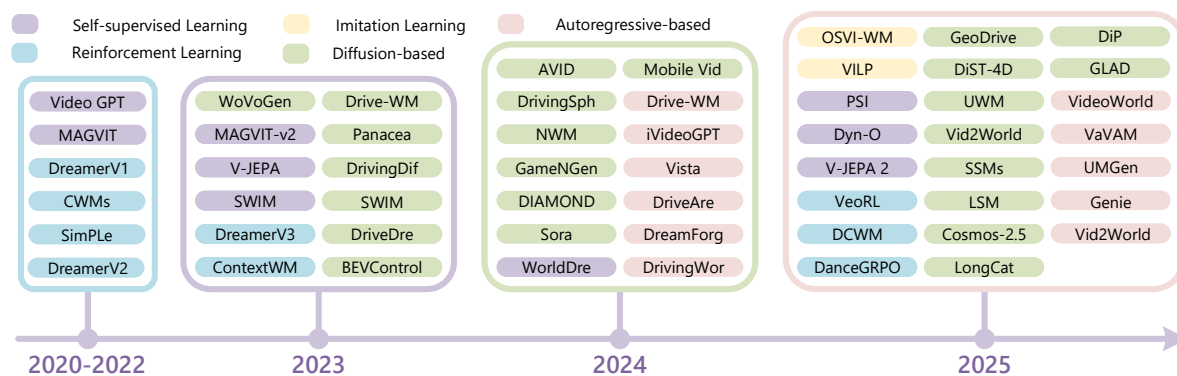 Self-supervised Learning
Imitation Learning
Autoregressive-based
Reinforcement Learning
Diffusion-based
Video GPT
MAGVIT
DreamerV1
CWMs
SimPLe
DreamerV2
WoVoGen
Drive-WM
MAGVIT-v2
Panacea
V-JEPA
DrivingDif
SWIM
SWIM
DreamerV3
DriveDre
ContextWM
BEVControl
AVID
Mobile Vid
DrivingSph
Drive-WM
NWM
iVideoGPT
GameNGen
Vista
DIAMOND
DriveAre
Sora
DreamForg
WorldDre
DrivingWor
OSVI-WM
GeoDrive
DiP
VILP
DiST-4D
GLAD
PSI
UWM
VideoWorld
Dyn-O
Vid2World
VaVAM
V-JEPA 2
SSMs
UMGen
VeoRL
LSM
Genie
DCWM
Cosmos-2.5
Vid2World
DanceGRPO
LongCat
2020-2022
2023
2024
2025